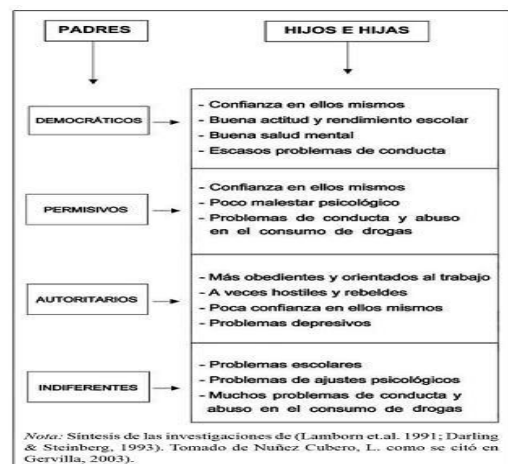 PADRES
HIJOS E HIJAS
DEMOCRÁTICOS
- Confianza en ellos mismos
- Buena actitud y rendimiento escolar
- Buena salud mental
- Escasos problemas de conducta
PERMISIVOS
- Confianza en ellos mismos
- Poco malestar psicológico
- Problemas de conducta y abuso
en el consumo de drogas
AUTORITARIOS
- Más obedientes y orientados al trabajo
- A veces hostiles y rebeldes
- Poca confianza en ellos mismos
- Problemas depresivos
INDIFERENTES
- Problemas escolares
- Problemas de ajustes psicológicos
- Muchos problemas de conducta y
abuso en el consumo de drogas
Nota: Síntesis de las investigaciones de (Lamborn et.al. 1991; Darling
& Steinberg, 1993). Tomado de Nuñez Cubero, L. como se citó en
Gervilla, 2003).